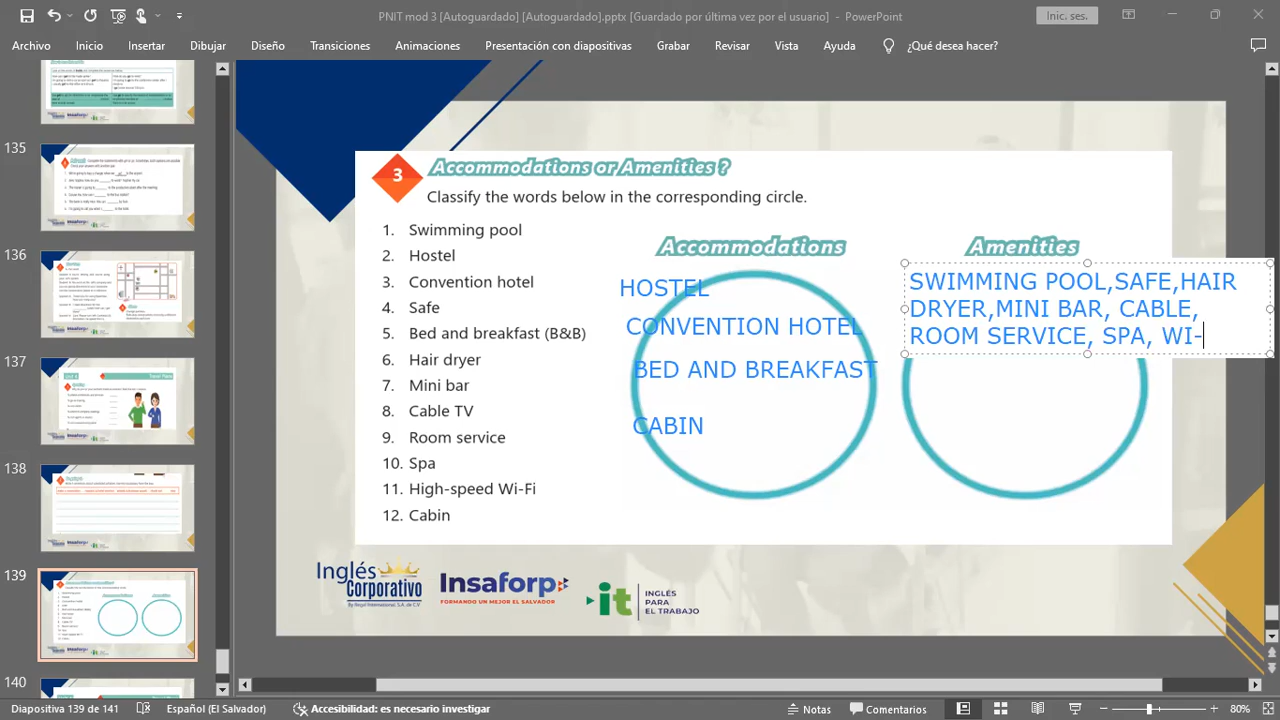 PNIT mod 3 [Autoguardado] [Autoguardado].pptx [Guardado por última vez por el usuario] - PowerPoint
Inic. ses.
Archivo Inicio Insertar Dibujar Diseño Transiciones Animaciones Presentación con diapositivas Grabar Revisar Vista Ayuda ¿Qué desea hacer?
135
136
137
138
139
140
3 Accommodations or Amenities ?
Classify the words below in the corresponding circle.
1. Swimming pool
2. Hostel
3. Convention hotel
4. Safe
5. Bed and breakfast (B&B)
6. Hair dryer
7. Mini bar
8. Cable TV
9. Room service
10. Spa
11. High-speed Wi-Fi
12. Cabin
Accommodations
HOSTEL
CONVENTION HOTEL
BED AND BREAKFAST
CABIN
Amenities
SWIMMING POOL,SAFE,HAIR
DRYER,MINI BAR, CABLE,
ROOM SERVICE, SPA, WI-
Inglés
corporativo
By Regal International, S.A. de C.V
Insaforp
FORMANDO UN MEJOR EL SALVADOR
it
INGLÉS
PARA
EL TRABAJO
Diapositiva 139 de 141 Español (El Salvador) Accesibilidad: es necesario investigar Notas Comentarios 80%